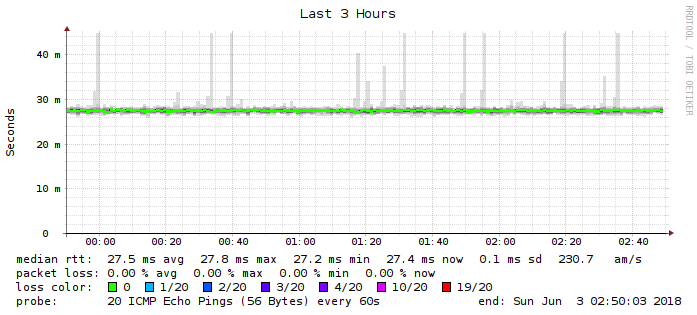 Last 3 Hours
RRDTOOL / TOBI OETIKER
Seconds
40 m
30 m
20 m
10 m
0
00:00 00:20 00:40 01:00 01:20 01:40 02:00 02:20 02:40
median rtt: 27.5 ms avg 27.8 ms max 27.2 ms min 27.4 ms now 0.1 ms sd 230.7 am/s
packet loss: 0.00 % avg 0.00 % max 0.00 % min 0.00 % now
loss color: 0 1/20 2/20 3/20 4/20 10/20 19/20
probe: 20 ICMP Echo Pings (56 Bytes) every 60s end: Sun Jun 3 02:50:03 2018